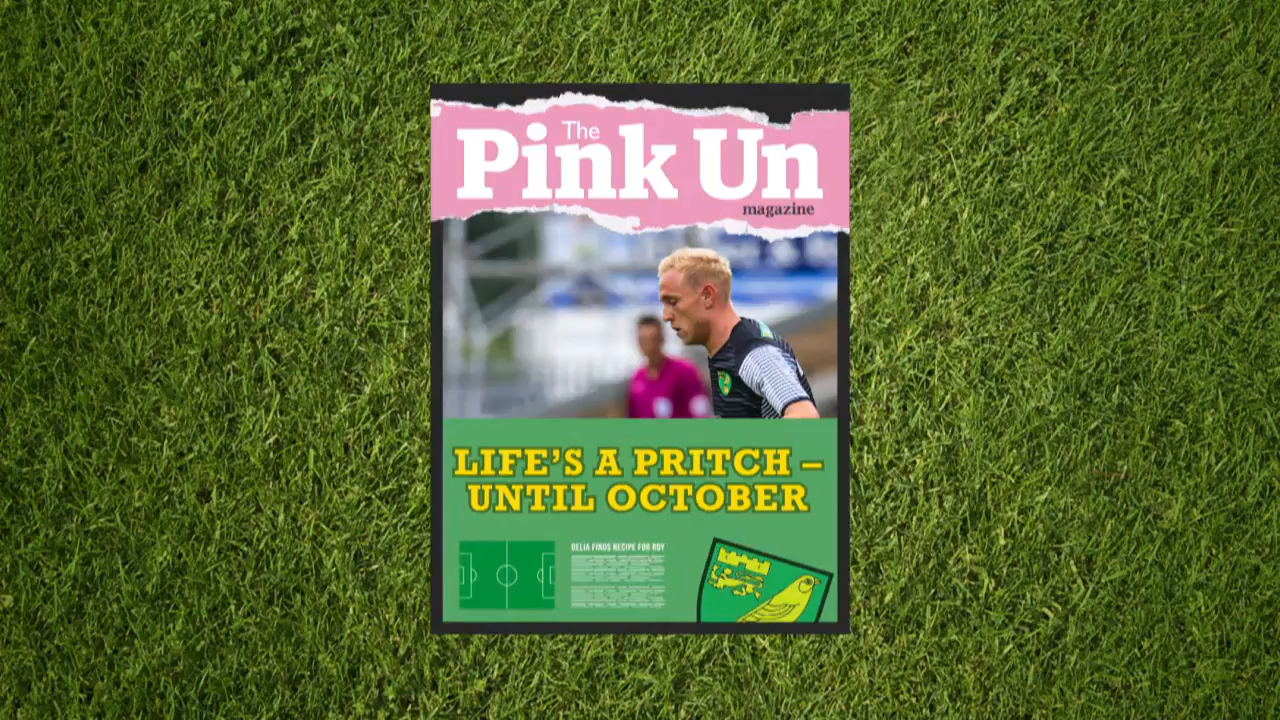 The
Pink Un
magazine
LIFE'S A PRITCH –
UNTIL OCTOBER
DELIA FINDS RECIPE FOR ROY